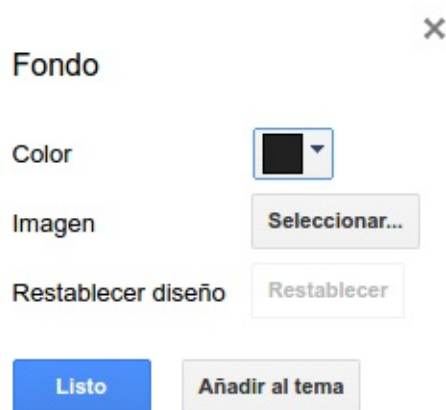 Fondo
Color
Imagen Seleccionar...
Restablecer diseño Restablecer
Listo Añadir al tema